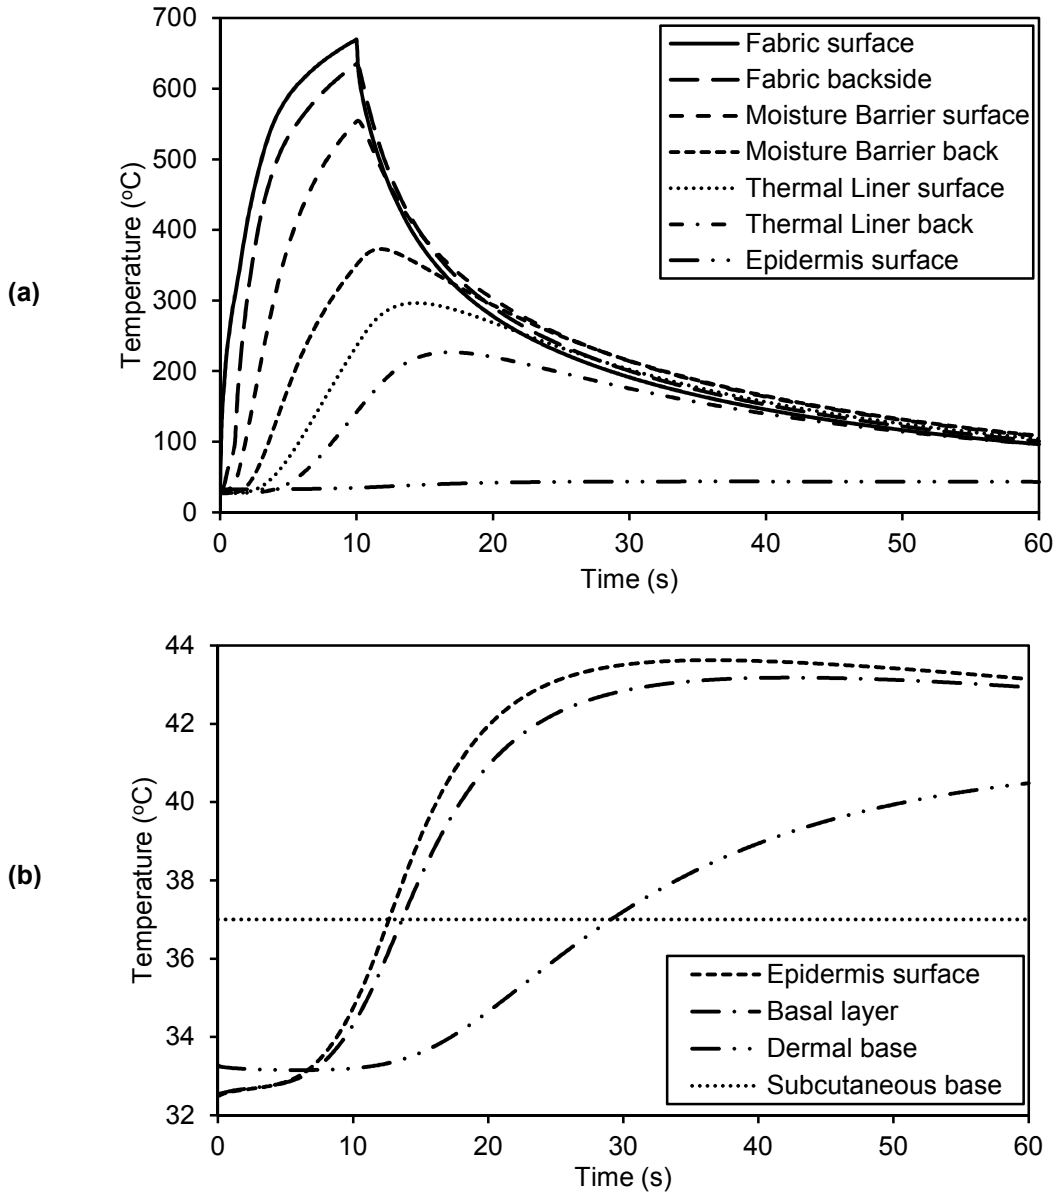 (a)
Temperature (ºC)
700
600
500
400
300
200
100
0
Fabric surface
Fabric backside
Moisture Barrier surface
Moisture Barrier back
Thermal Liner surface
Thermal Liner back
Epidermis surface
0 10 20 30 40 50 60
Time (s)
(b)
Temperature (ºC)
44
42
40
38
36
34
32
Epidermis surface
Basal layer
Dermal base
Subcutaneous base
0 10 20 30 40 50 60
Time (s)